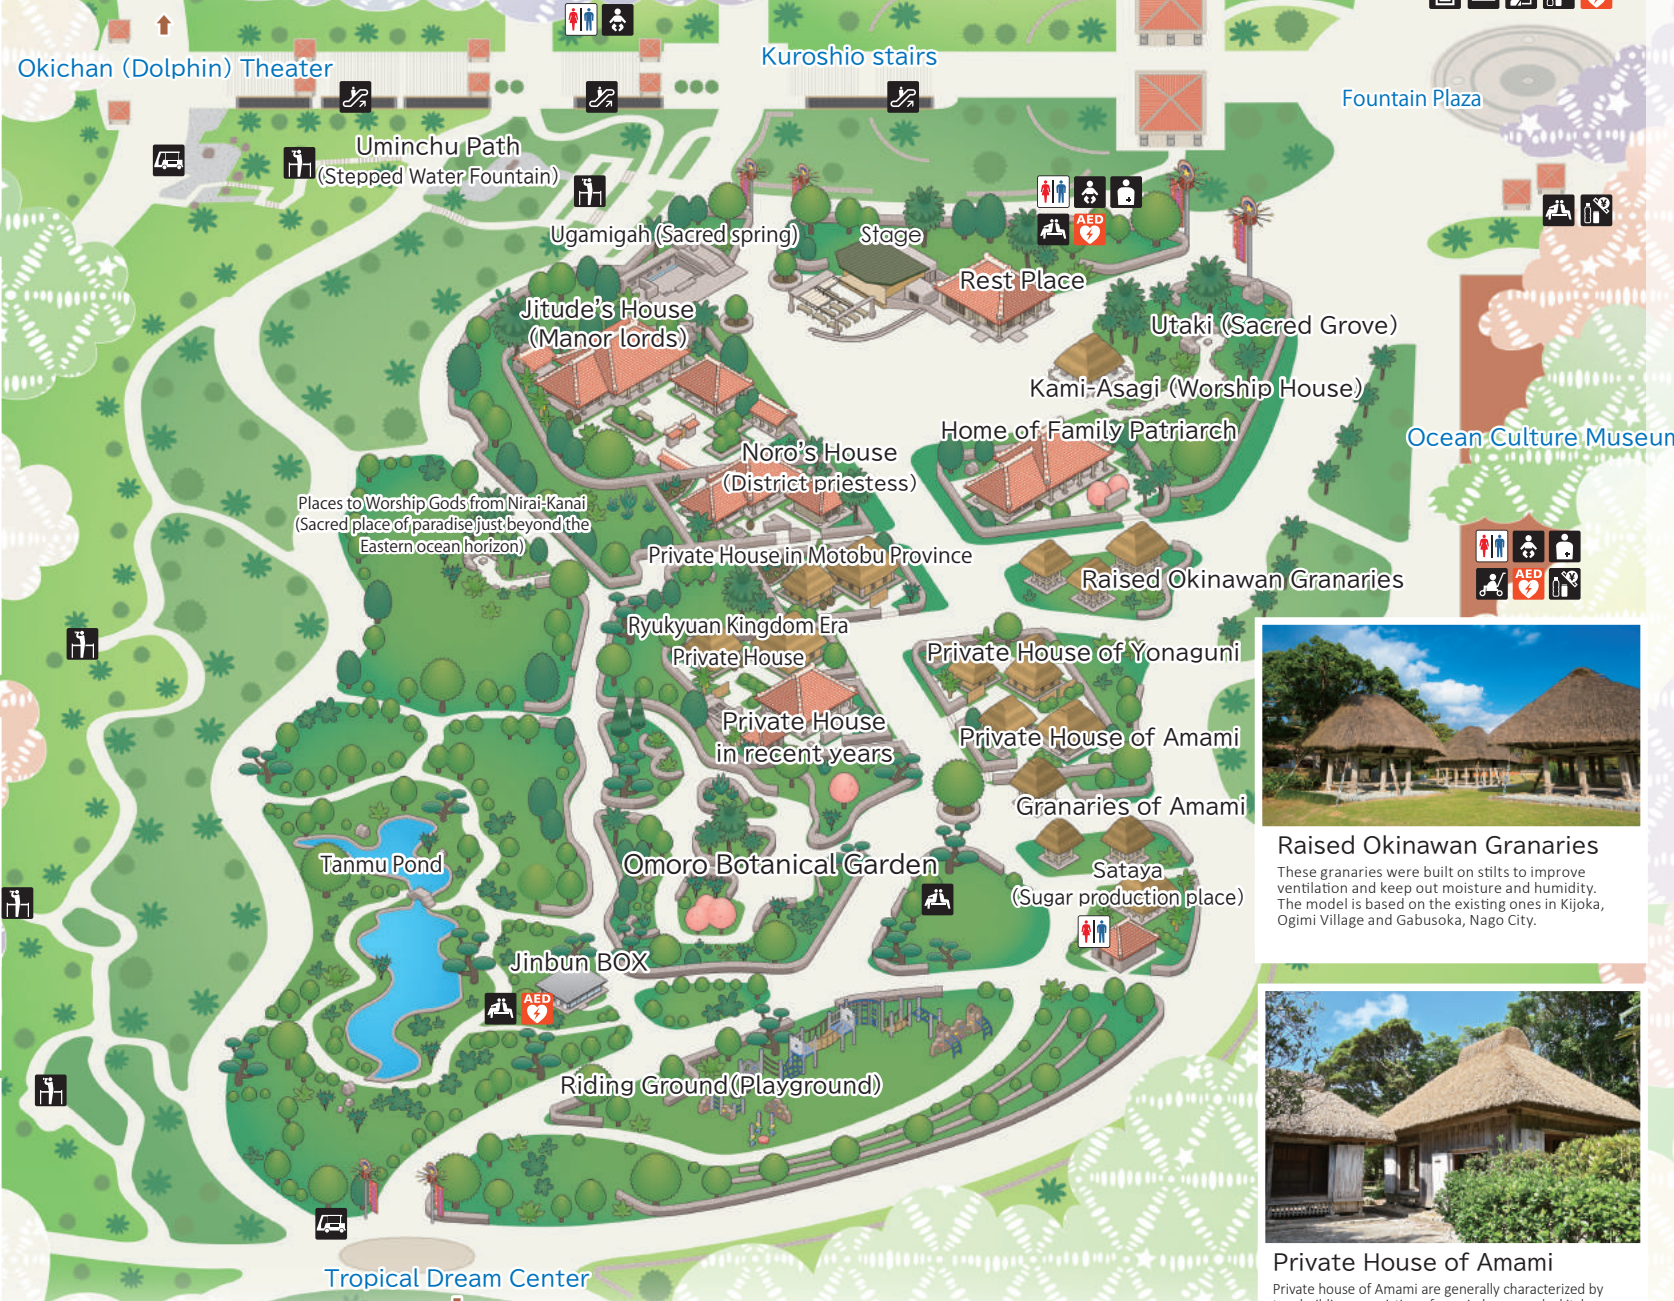 Okichan (Dolphin) Theater
Kuroshio stairs
Fountain Plaza
Uminchu Path
(Stepped Water Fountain)
Ugamigah (Sacred spring)
Stage
AED
Rest Place
Jitude's House
(Manor lords)
Utaki (Sacred Grove)
Kami-Asagi (Worship House)
Home of Family Patriarch
Ocean Culture Museum
Noro's House
(District priestess)
Places to Worship Gods from Nirai-Kanai
(Sacred place of paradise just beyond the
Eastern ocean horizon)
Private House in Motobu Province
Raised Okinawan Granaries
AED
Ryukyuan Kingdom Era
Private House
Private House of Yonaguni
Private House
in recent years
Private House of Amami
Granaries of Amami
Tanmu Pond
Omoro Botanical Garden
Sataya
(Sugar production place)
Jinbun BOX
AED
Riding Ground(Playground)
Tropical Dream Center
Raised Okinawan Granaries
These granaries were built on stilts to improve
ventilation and keep out moisture and humidity.
The model is based on the existing ones in Kijoka,
Ogimi Village and Gabusoka, Nago City.
Private House of Amami
Private house of Amami are generally characterized by